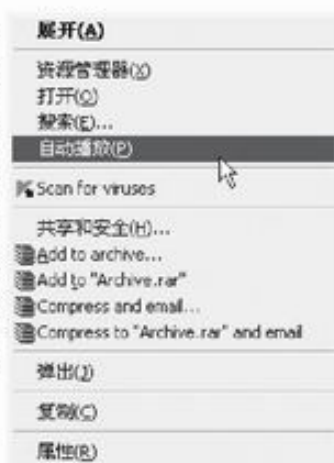 展开(A)
资源管理器(X)
打开(O)
搜索(E)...
自动播放(P)
Scan for viruses
共享和安全(H)...
Add to archive...
Add to "Archive.rar"
Compress and email...
Compress to "Archive.rar" and email
弹出(J)
复制(C)
属性(R)